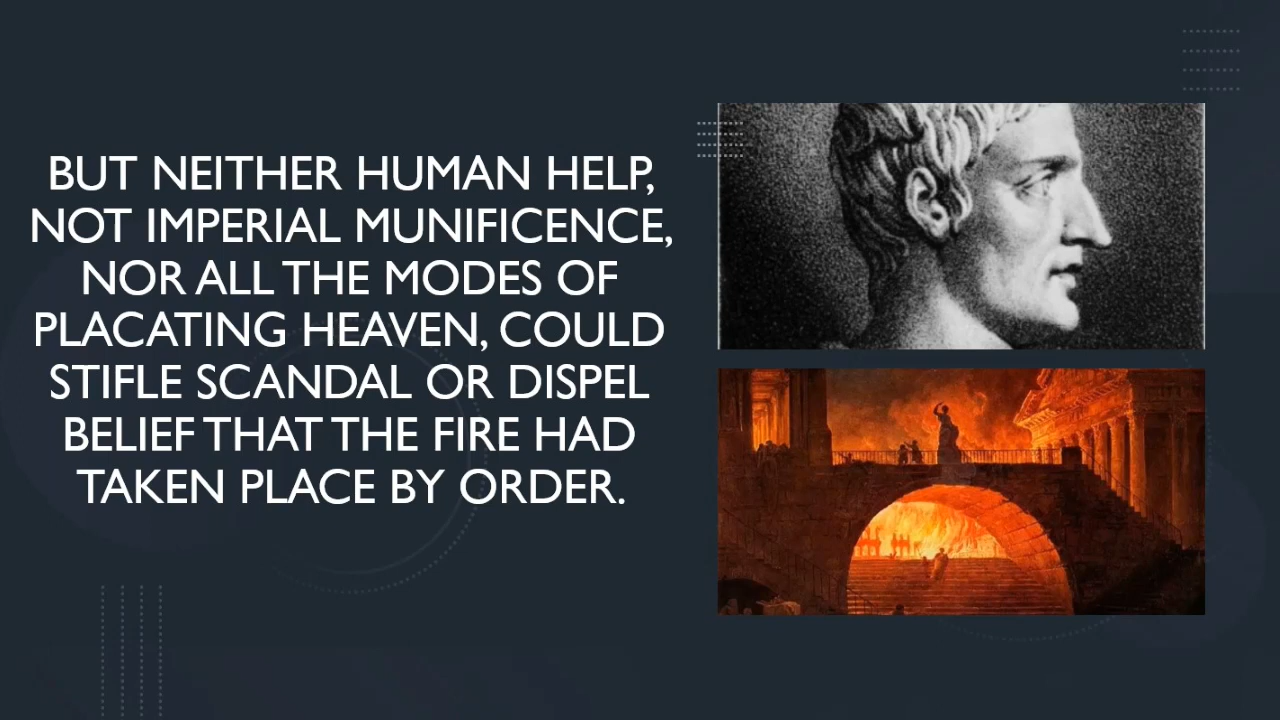 BUT NEITHER HUMAN HELP,
NOT IMPERIAL MUNIFICENCE,
NOR ALL THE MODES OF
PLACATING HEAVEN, COULD
STIFLE SCANDAL OR DISPEL
BELIEF THAT THE FIRE HAD
TAKEN PLACE BY ORDER.